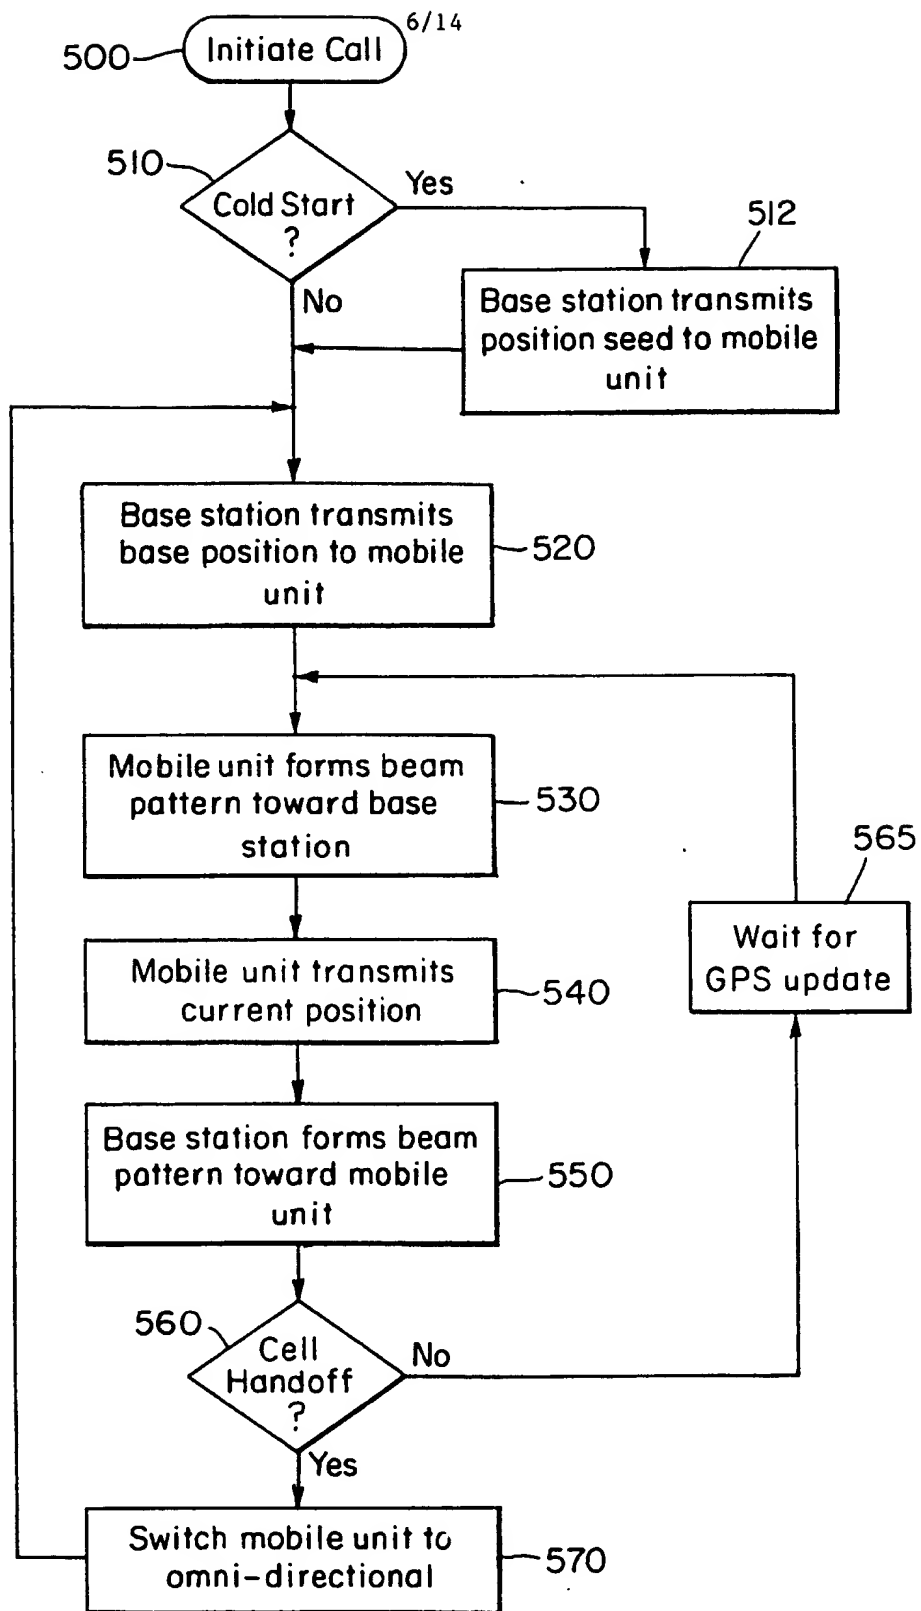 6/14
500
Initiate Call
510
Cold Start
?
Yes
No
512
Base station transmits
position seed to mobile
unit
Base station transmits
base position to mobile
unit
520
Mobile unit forms beam
pattern toward base
station
530
565
Wait for
GPS update
Mobile unit transmits
current position
540
Base station forms beam
pattern toward mobile
unit
550
560
Cell
Handoff
?
No
Yes
Switch mobile unit to
omni-directional
570